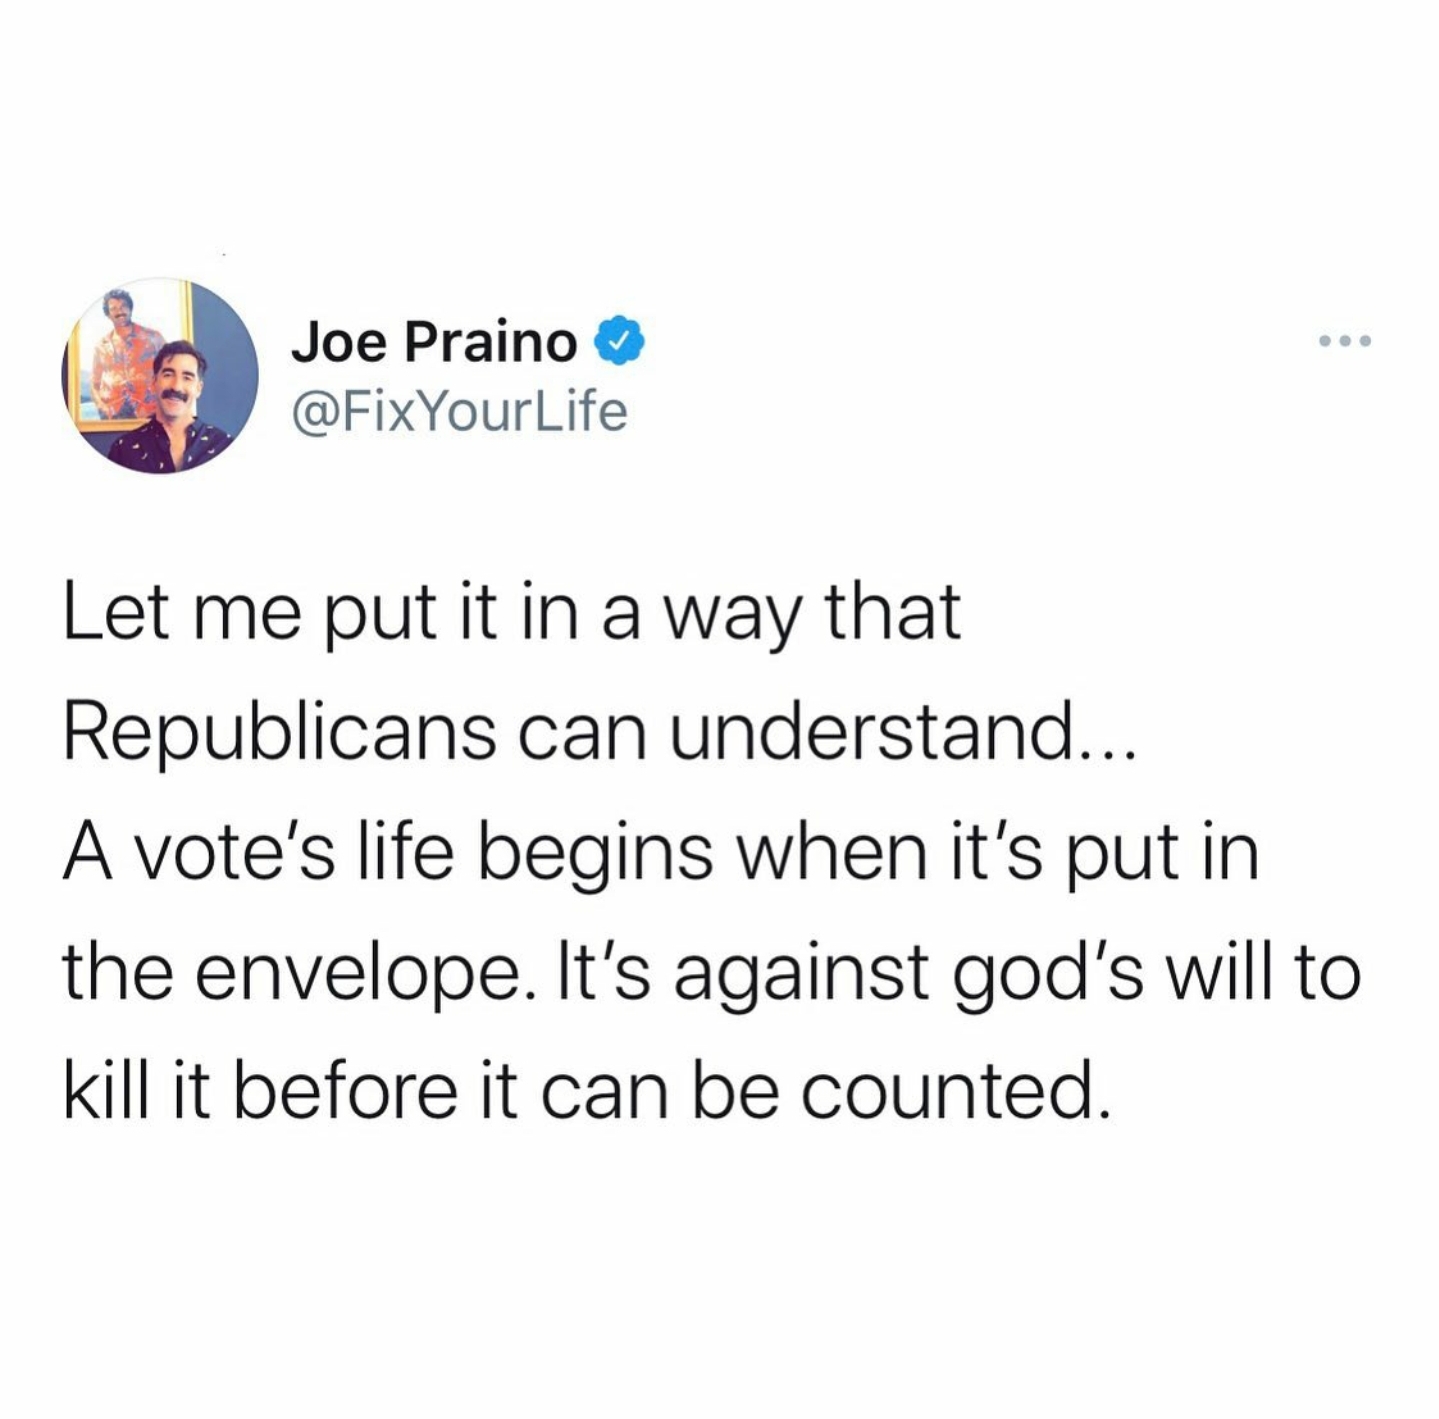 Joe Praino
@FixYourLife
Let me put it in a way that
Republicans can understand...
A vote’s life begins when it’s put in
the envelope. It’s against god’s will to
kill it before it can be counted.